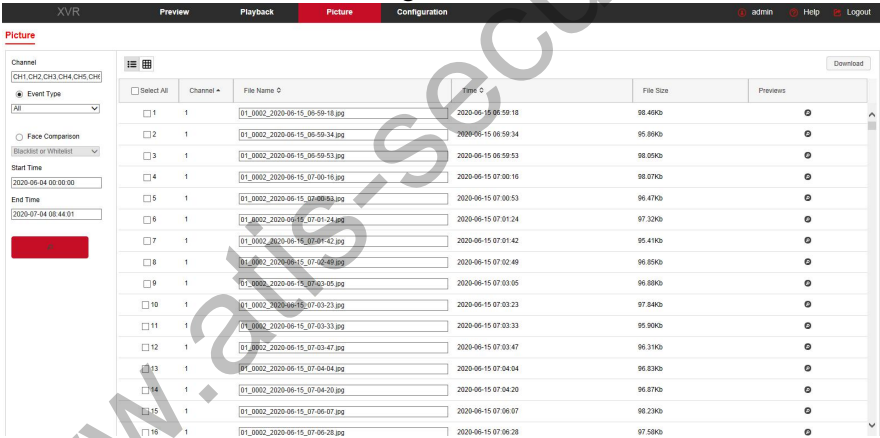 XVR Preview Playback Picture Configuration admin Help Logout
Picture
Channel
CH1,CH2,CH3,CH4,CH5,CH6
Event Type
All
Face Comparison
Blacklist or Whitelist
Start Time
2020-06-04 00:00:00
End Time
2020-07-04 08:44:01
Download
Select All Channel File Name Time File Size Previews
1 1 01_0002_2020-06-15_06-59-18.jpg 2020-06-15 06:59:18 98.46Kb
2 1 01_0002_2020-06-15_06-59-34.jpg 2020-06-15 06:59:34 95.86Kb
3 1 01_0002_2020-06-15_06-59-53.jpg 2020-06-15 06:59:53 98.05Kb
4 1 01_0002_2020-06-15_07-00-16.jpg 2020-06-15 07:00:16 98.07Kb
5 1 01_0002_2020-06-15_07-00-53.jpg 2020-06-15 07:00:53 96.47Kb
6 1 01_0002_2020-06-15_07-01-24.jpg 2020-06-15 07:01:24 97.32Kb
7 1 01_0002_2020-06-15_07-01-42.jpg 2020-06-15 07:01:42 95.41Kb
8 1 01_0002_2020-06-15_07-02-49.jpg 2020-06-15 07:02:49 96.85Kb
9 1 01_0002_2020-06-15_07-03-05.jpg 2020-06-15 07:03:05 96.88Kb
10 1 01_0002_2020-06-15_07-03-23.jpg 2020-06-15 07:03:23 97.84Kb
11 1 01_0002_2020-06-15_07-03-33.jpg 2020-06-15 07:03:33 95.90Kb
12 1 01_0002_2020-06-15_07-03-47.jpg 2020-06-15 07:03:47 96.31Kb
13 1 01_0002_2020-06-15_07-04-04.jpg 2020-06-15 07:04:04 96.83Kb
14 1 01_0002_2020-06-15_07-04-20.jpg 2020-06-15 07:04:20 96.87Kb
15 1 01_0002_2020-06-15_07-06-07.jpg 2020-06-15 07:06:07 98.23Kb
16 1 01_0002_2020-06-15_07-06-28.jpg 2020-06-15 07:06:28 97.58Kb
www.atis-secu